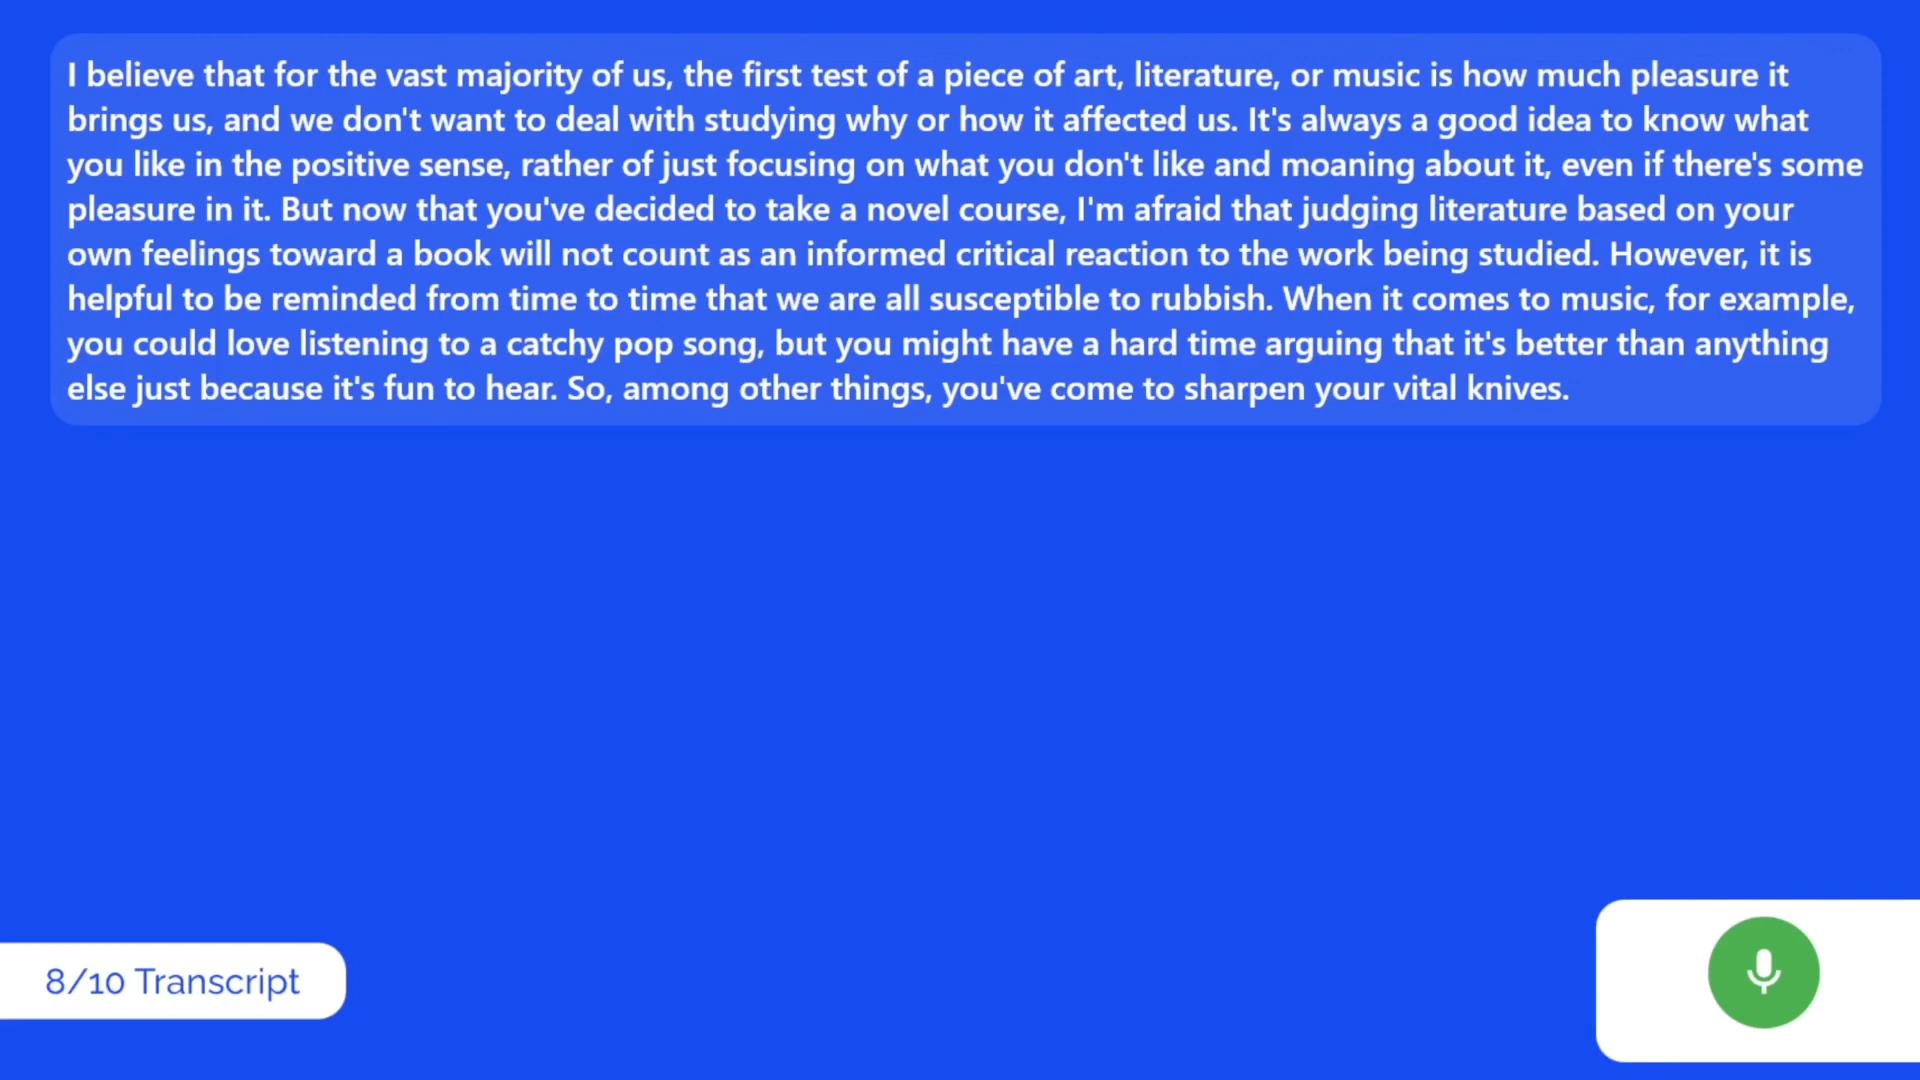 I believe that for the vast majority of us, the first test of a piece of art, literature, or music is how much pleasure it
brings us, and we don't want to deal with studying why or how it affected us. It's always a good idea to know what
you like in the positive sense, rather of just focusing on what you don't like and moaning about it, even if there's some
pleasure in it. But now that you've decided to take a novel course, I'm afraid that judging literature based on your
own feelings toward a book will not count as an informed critical reaction to the work being studied. However, it is
helpful to be reminded from time to time that we are all susceptible to rubbish. When it comes to music, for example,
you could love listening to a catchy pop song, but you might have a hard time arguing that it's better than anything
else just because it's fun to hear. So, among other things, you've come to sharpen your vital knives.
8/10 Transcript